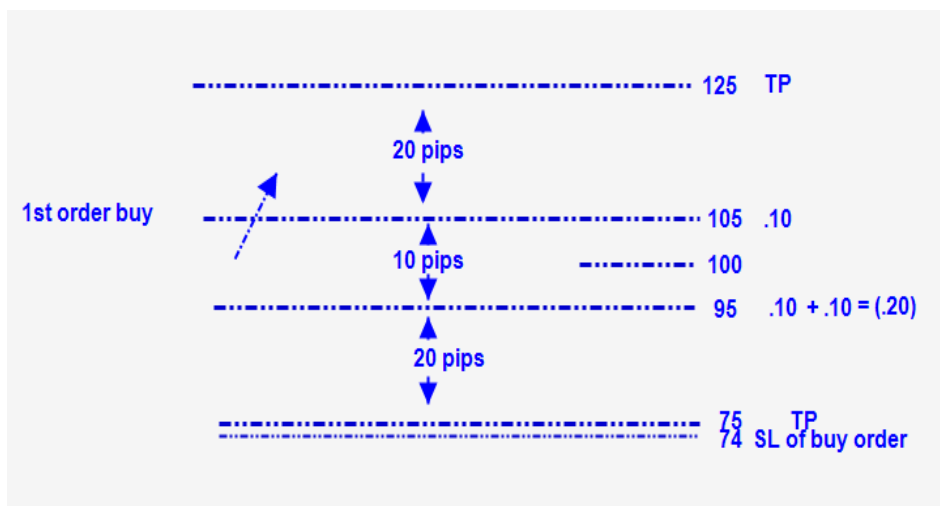 125 TP
20 pips
1st order buy
105 .10
10 pips
100
95 .10 + .10 = (.20)
20 pips
75 TP
74 SL of buy order